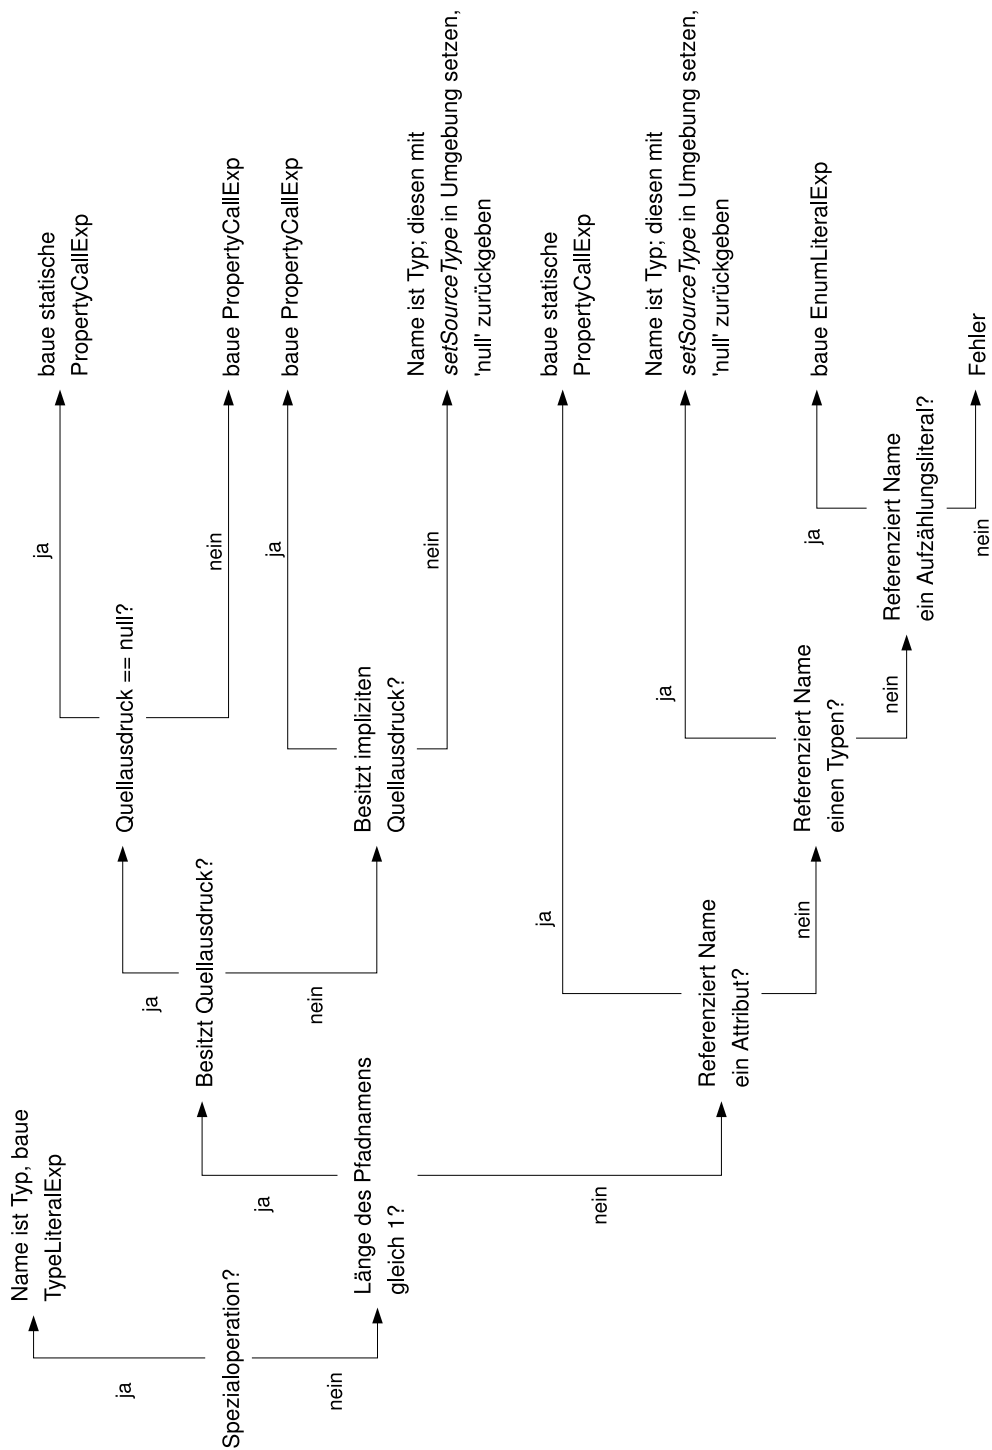 Spezialoperation?
ja
Name ist Typ, baue
TypeLiteralExp
nein
Länge des Pfadnamens
gleich 1?
ja
Besitzt Quellausdruck?
ja
Quellausdruck == null?
ja
baue statische
PropertyCallExp
nein
baue PropertyCallExp
nein
Besitzt impliziten
Quellausdruck?
ja
baue PropertyCallExp
nein
Name ist Typ; diesen mit
setSourceType in Umgebung setzen,
'null' zurückgeben
nein
Referenziert Name
ein Attribut?
ja
baue statische
PropertyCallExp
nein
Referenziert Name
einen Typen?
ja
Name ist Typ; diesen mit
setSourceType in Umgebung setzen,
'null' zurückgeben
nein
Referenziert Name
ein Aufzählungsliteral?
ja
baue EnumLiteralExp
nein
Fehler